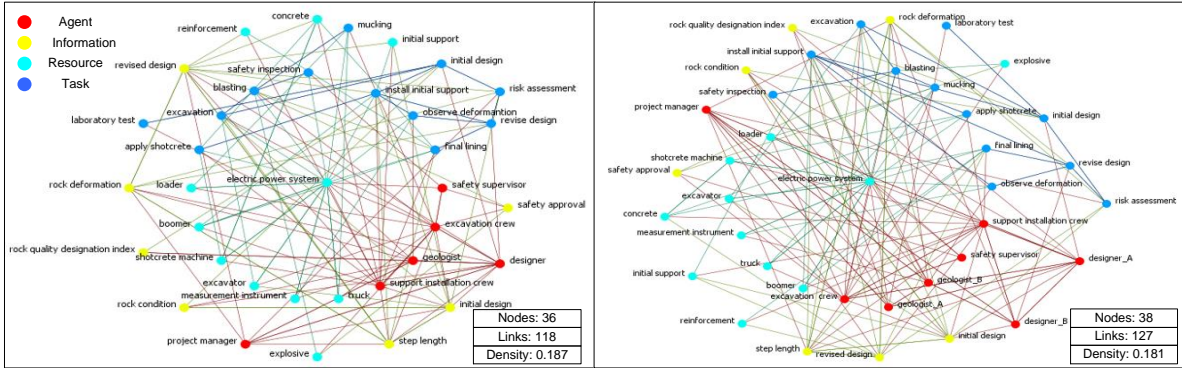 Agent
Information
Resource
Task
concrete
mucking
reinforcement
initial support
revised design
safety inspection
initial design
blasting
install initial support
risk assessment
excavation
observe deformantion
laboratory test
revise design
apply shotcrete
final lining
rock deformation
loader
electric power system
safety supervisor
safety approval
boomer
excavation crew
rock quality designation index
shotcrete machine
geologist
designer
excavator
support installation crew
measurement instrument
truck
rock condition
initial design
project manager
step length
explosive
Nodes: 36
Links: 118
Density: 0.187
rock quality designation index
excavation
rock deformation
laboratory test
install initial support
rock condition
blasting
explosive
safety inspection
mucking
project manager
apply shotcrete
initial design
loader
final lining
shotcrete machine
safety approval
electric power system
revise design
excavator
observe deformation
risk assessment
concrete
support installation crew
measurement instrument
safety supervisor
designer_A
initial support
truck
geologist_B
boomer
excavation crew
geologist_A
reinforcement
designer_B
initial design
step length
revised design
Nodes: 38
Links: 127
Density: 0.181